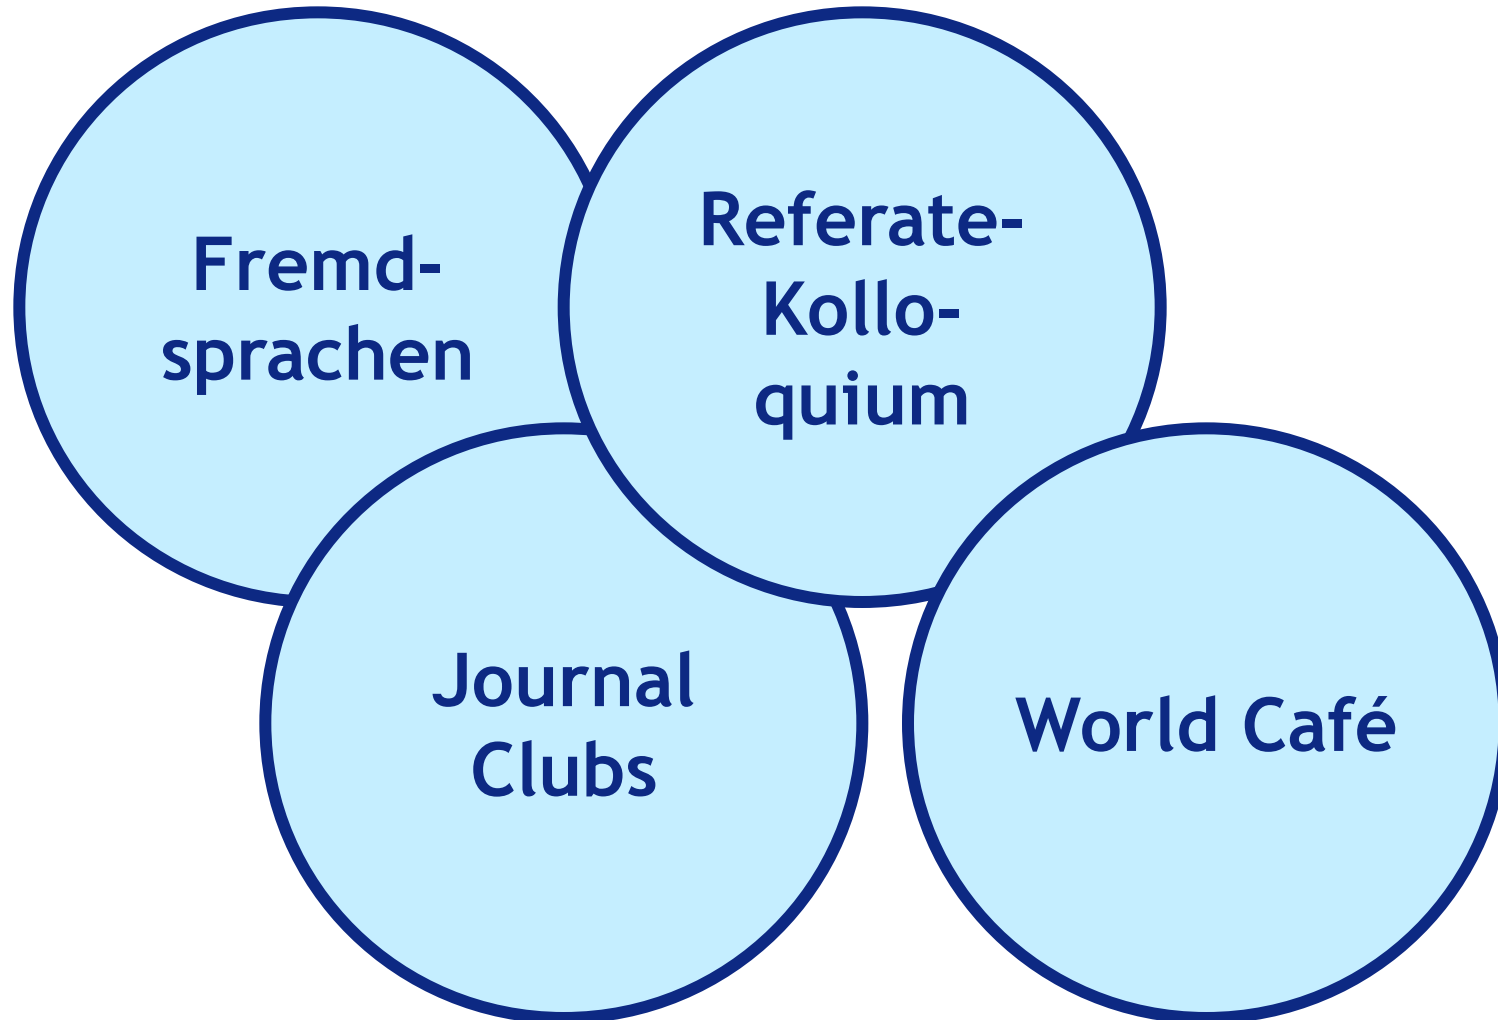 Fremd-
sprachen
Referate-
Kollo-
quium
Journal
Clubs
World Café